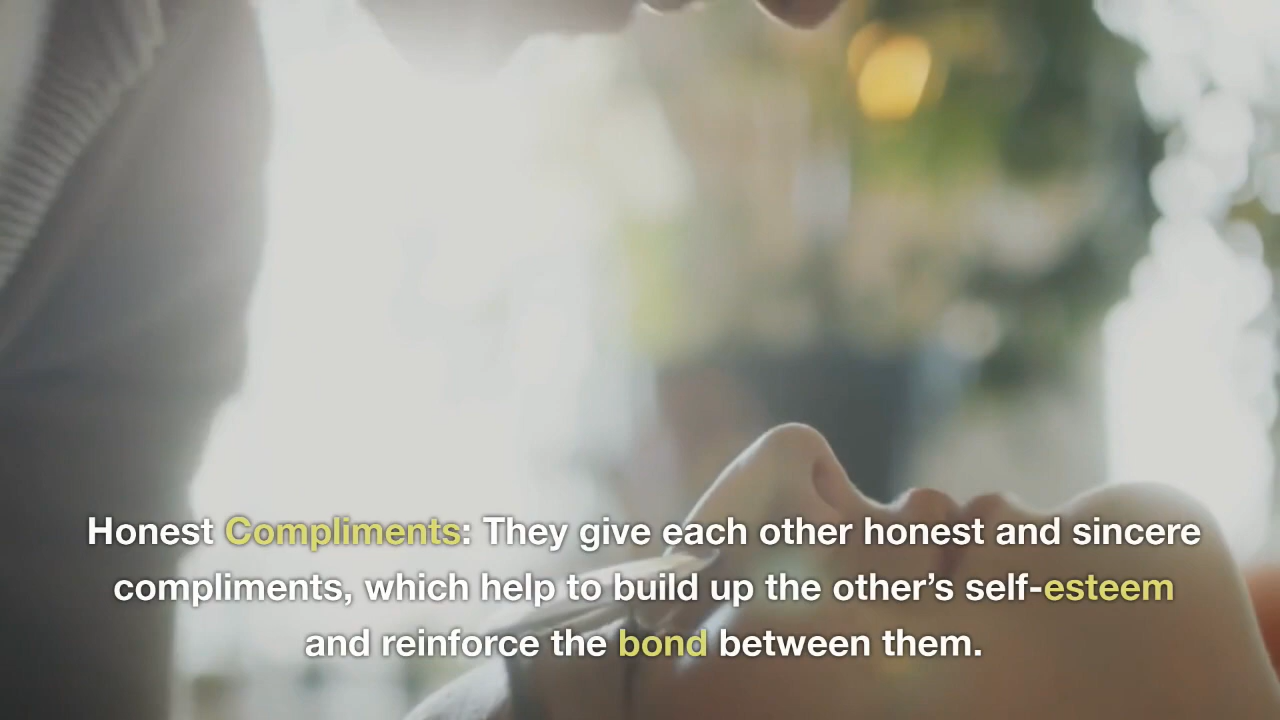 Honest Compliments: They give each other honest and sincere
compliments, which help to build up the other’s self-esteem
and reinforce the bond between them.